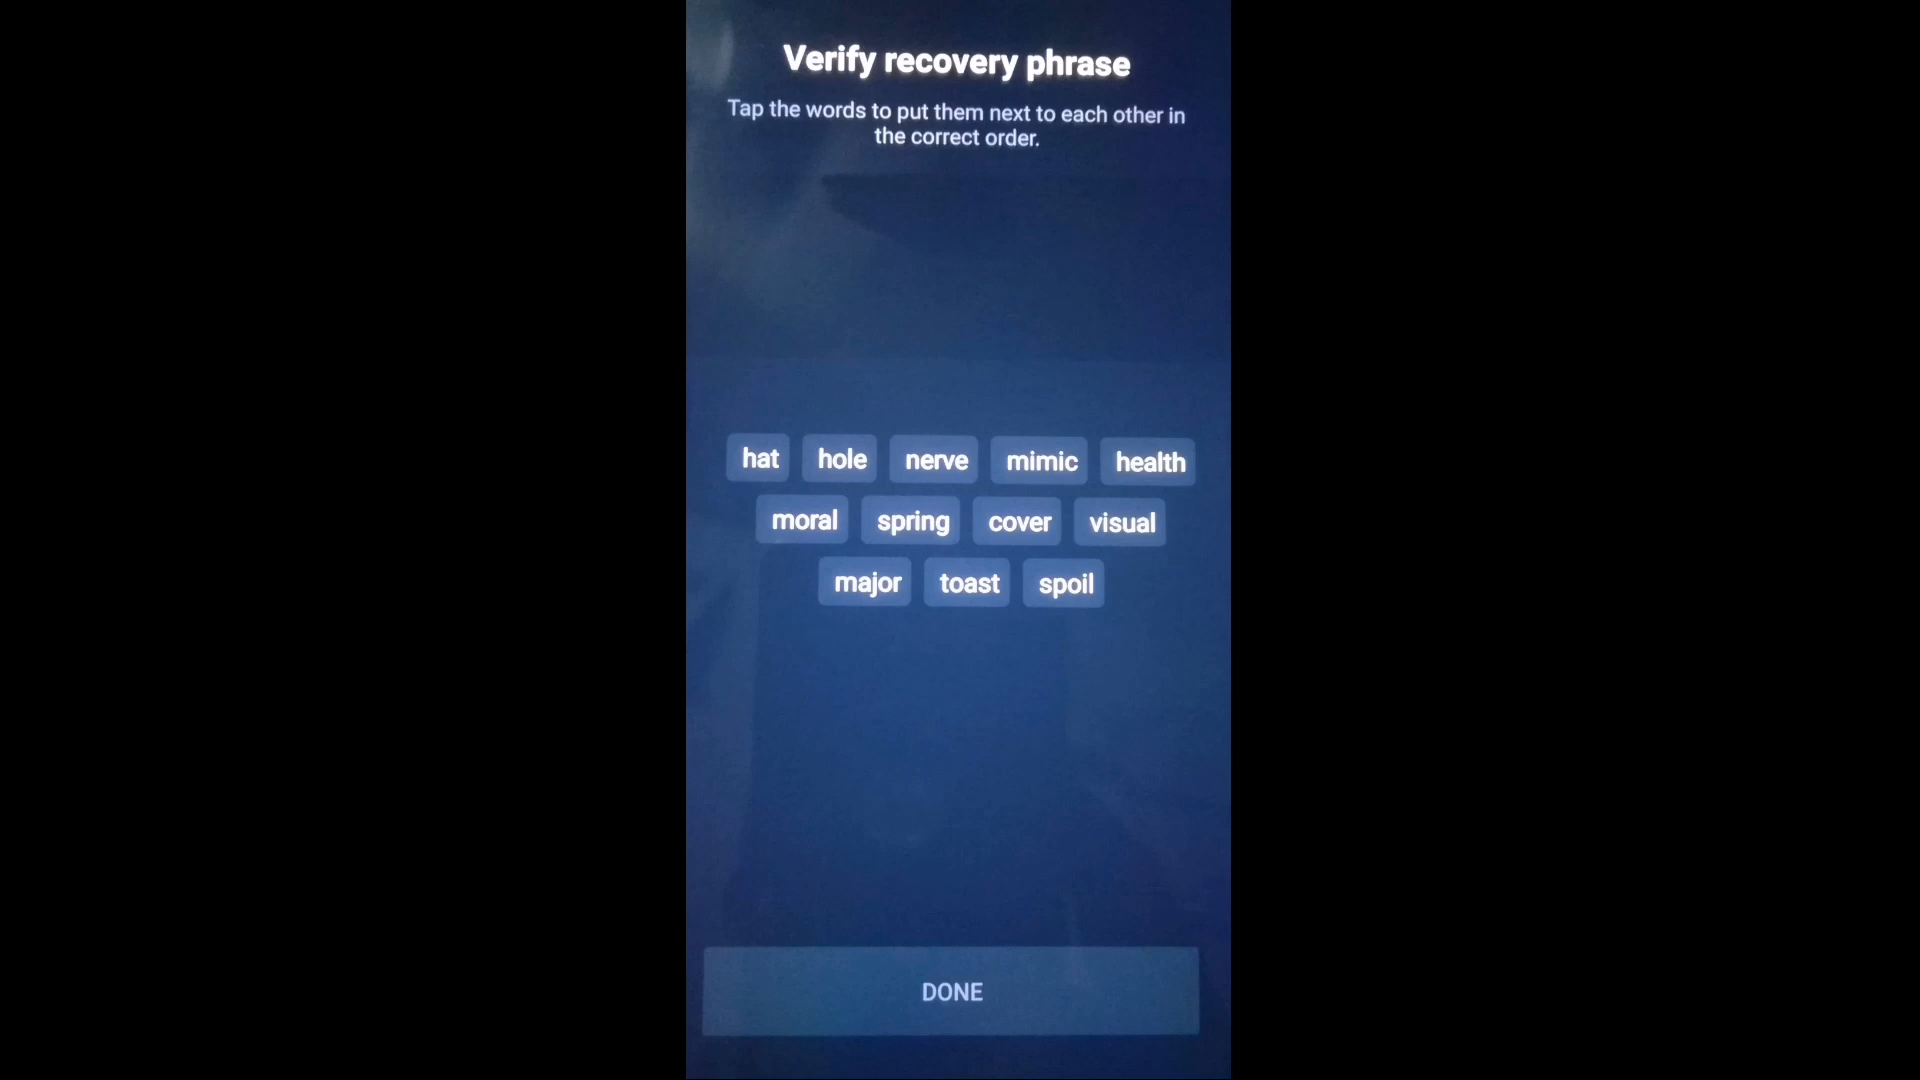 Verify recovery phrase
Tap the words to put them next to each other in
the correct order.
hat hole nerve mimic health
moral spring cover visual
major toast spoil
DONE